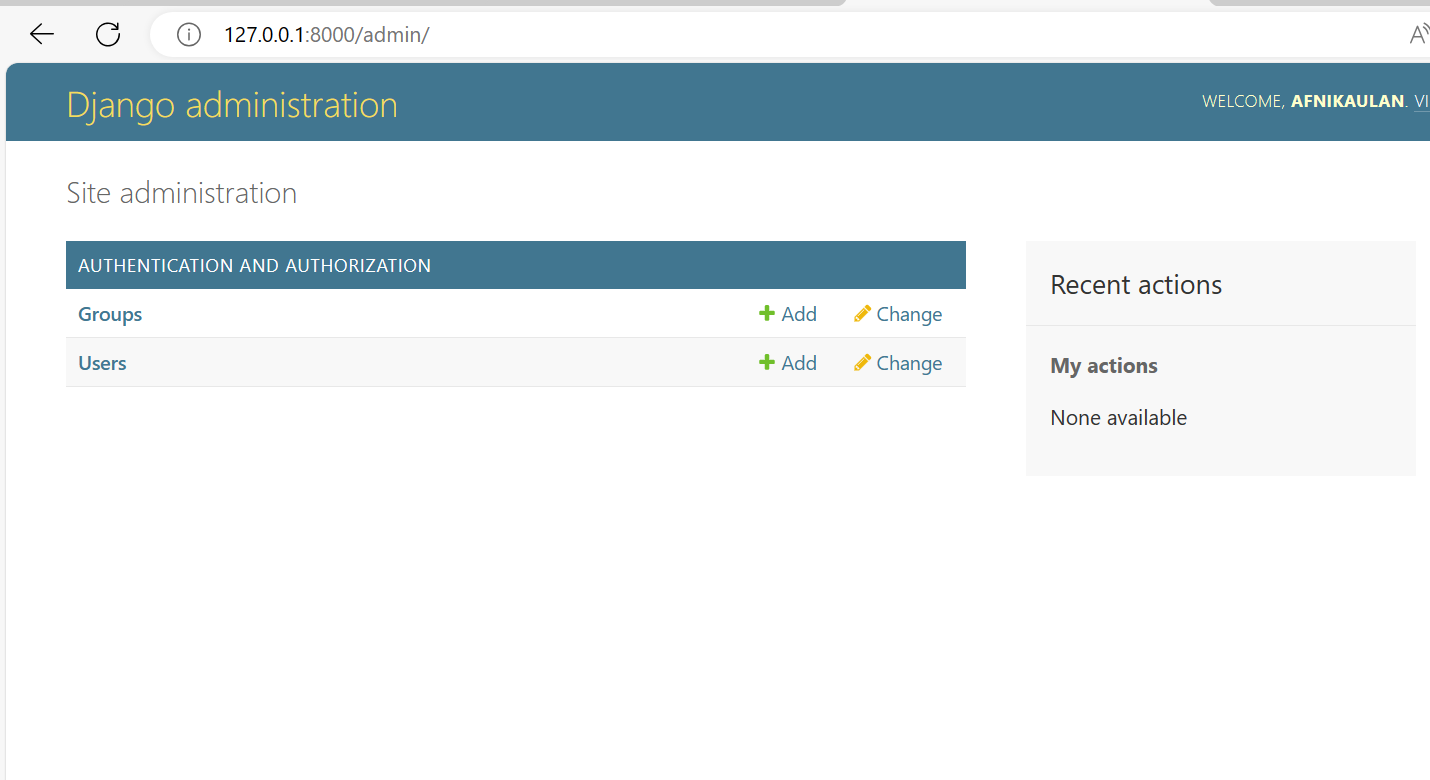 127.0.0.1:8000/admin/
A
Django administration
WELCOME, AFNIKAULAN. VI
Site administration
AUTHENTICATION AND AUTHORIZATION
Groups Add Change
Users Add Change
Recent actions
My actions
None available